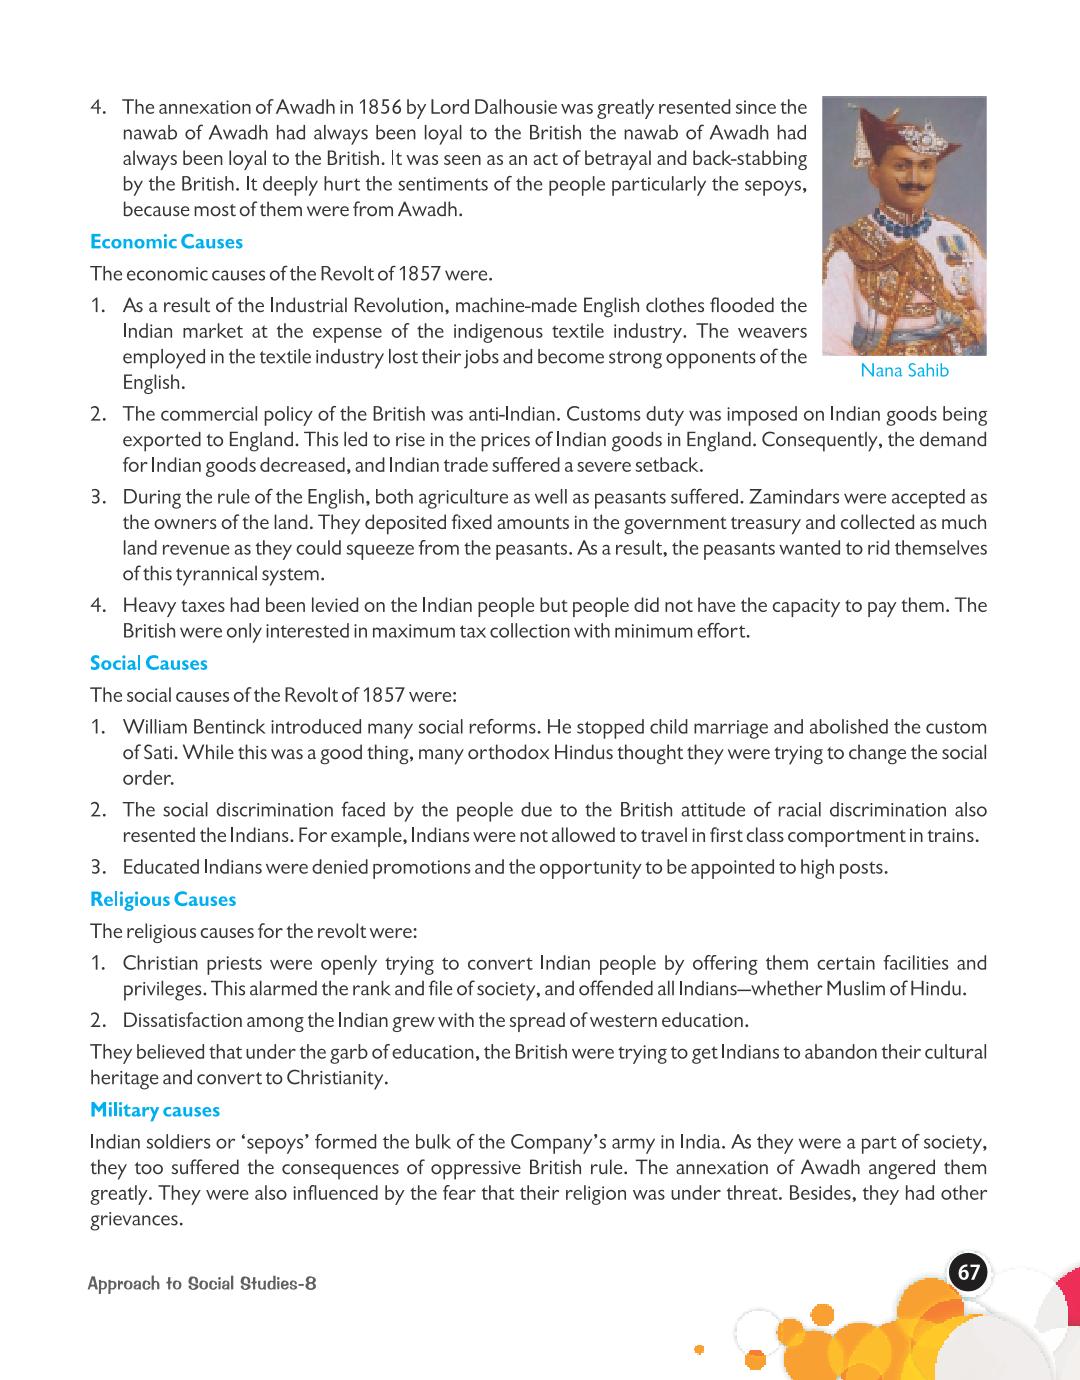 4. The annexation of Awadh in 1856 by Lord Dalhousie was greatly resented since the
nawab of Awadh had always been loyal to the British the nawab of Awadh had
always been loyal to the British. It was seen as an act of betrayal and back-stabbing
by the British. It deeply hurt the sentiments of the people particularly the sepoys,
because most of them were from Awadh.
Economic Causes
The economic causes of the Revolt of 1857 were.
1. As a result of the Industrial Revolution, machine-made English clothes flooded the
Indian market at the expense of the indigenous textile industry. The weavers
employed in the textile industry lost their jobs and become strong opponents of the
English.
Nana Sahib
2. The commercial policy of the British was anti-Indian. Customs duty was imposed on Indian goods being
exported to England. This led to rise in the prices of Indian goods in England. Consequently, the demand
for Indian goods decreased, and Indian trade suffered a severe setback.
3. During the rule of the English, both agriculture as well as peasants suffered. Zamindars were accepted as
the owners of the land. They deposited fixed amounts in the government treasury and collected as much
land revenue as they could squeeze from the peasants. As a result, the peasants wanted to rid themselves
of this tyrannical system.
4. Heavy taxes had been levied on the Indian people but people did not have the capacity to pay them. The
British were only interested in maximum tax collection with minimum effort.
Social Causes
The social causes of the Revolt of 1857 were:
1. William Bentinck introduced many social reforms. He stopped child marriage and abolished the custom
of Sati. While this was a good thing, many orthodox Hindus thought they were trying to change the social
order.
2. The social discrimination faced by the people due to the British attitude of racial discrimination also
resented the Indians. For example, Indians were not allowed to travel in first class comportment in trains.
3. Educated Indians were denied promotions and the opportunity to be appointed to high posts.
Religious Causes
The religious causes for the revolt were:
1. Christian priests were openly trying to convert Indian people by offering them certain facilities and
privileges. This alarmed the rank and file of society, and offended all Indians—whether Muslim of Hindu.
2. Dissatisfaction among the Indian grew with the spread of western education.
They believed that under the garb of education, the British were trying to get Indians to abandon their cultural
heritage and convert to Christianity.
Military causes
Indian soldiers or ‘sepoys’ formed the bulk of the Company’s army in India. As they were a part of society,
they too suffered the consequences of oppressive British rule. The annexation of Awadh angered them
greatly. They were also influenced by the fear that their religion was under threat. Besides, they had other
grievances.
Approach to Social Studies-8
67